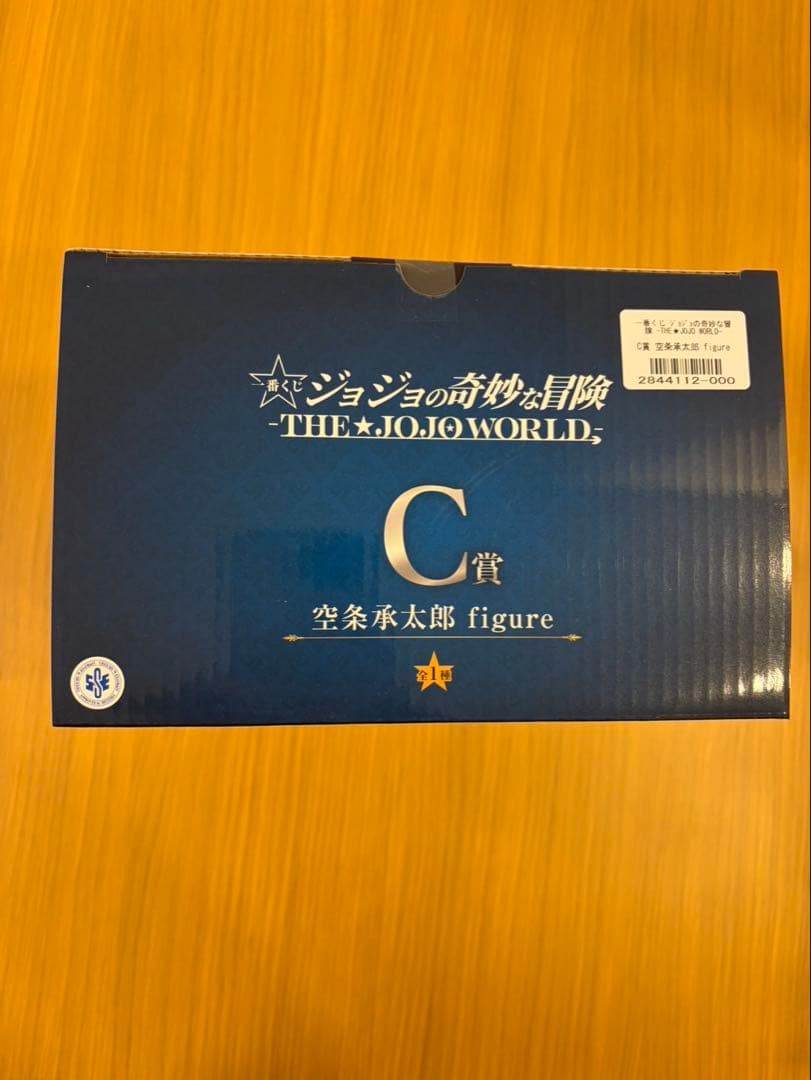 一番くじ ジョジョの奇妙な冒
険 -THE★JOJO WORLD-
C賞 空条承太郎 figure
2844112-000
一番くじ ジョジョの奇妙な冒険
-THE★JOJO WORLD-
C賞
空条承太郎 figure
全1種